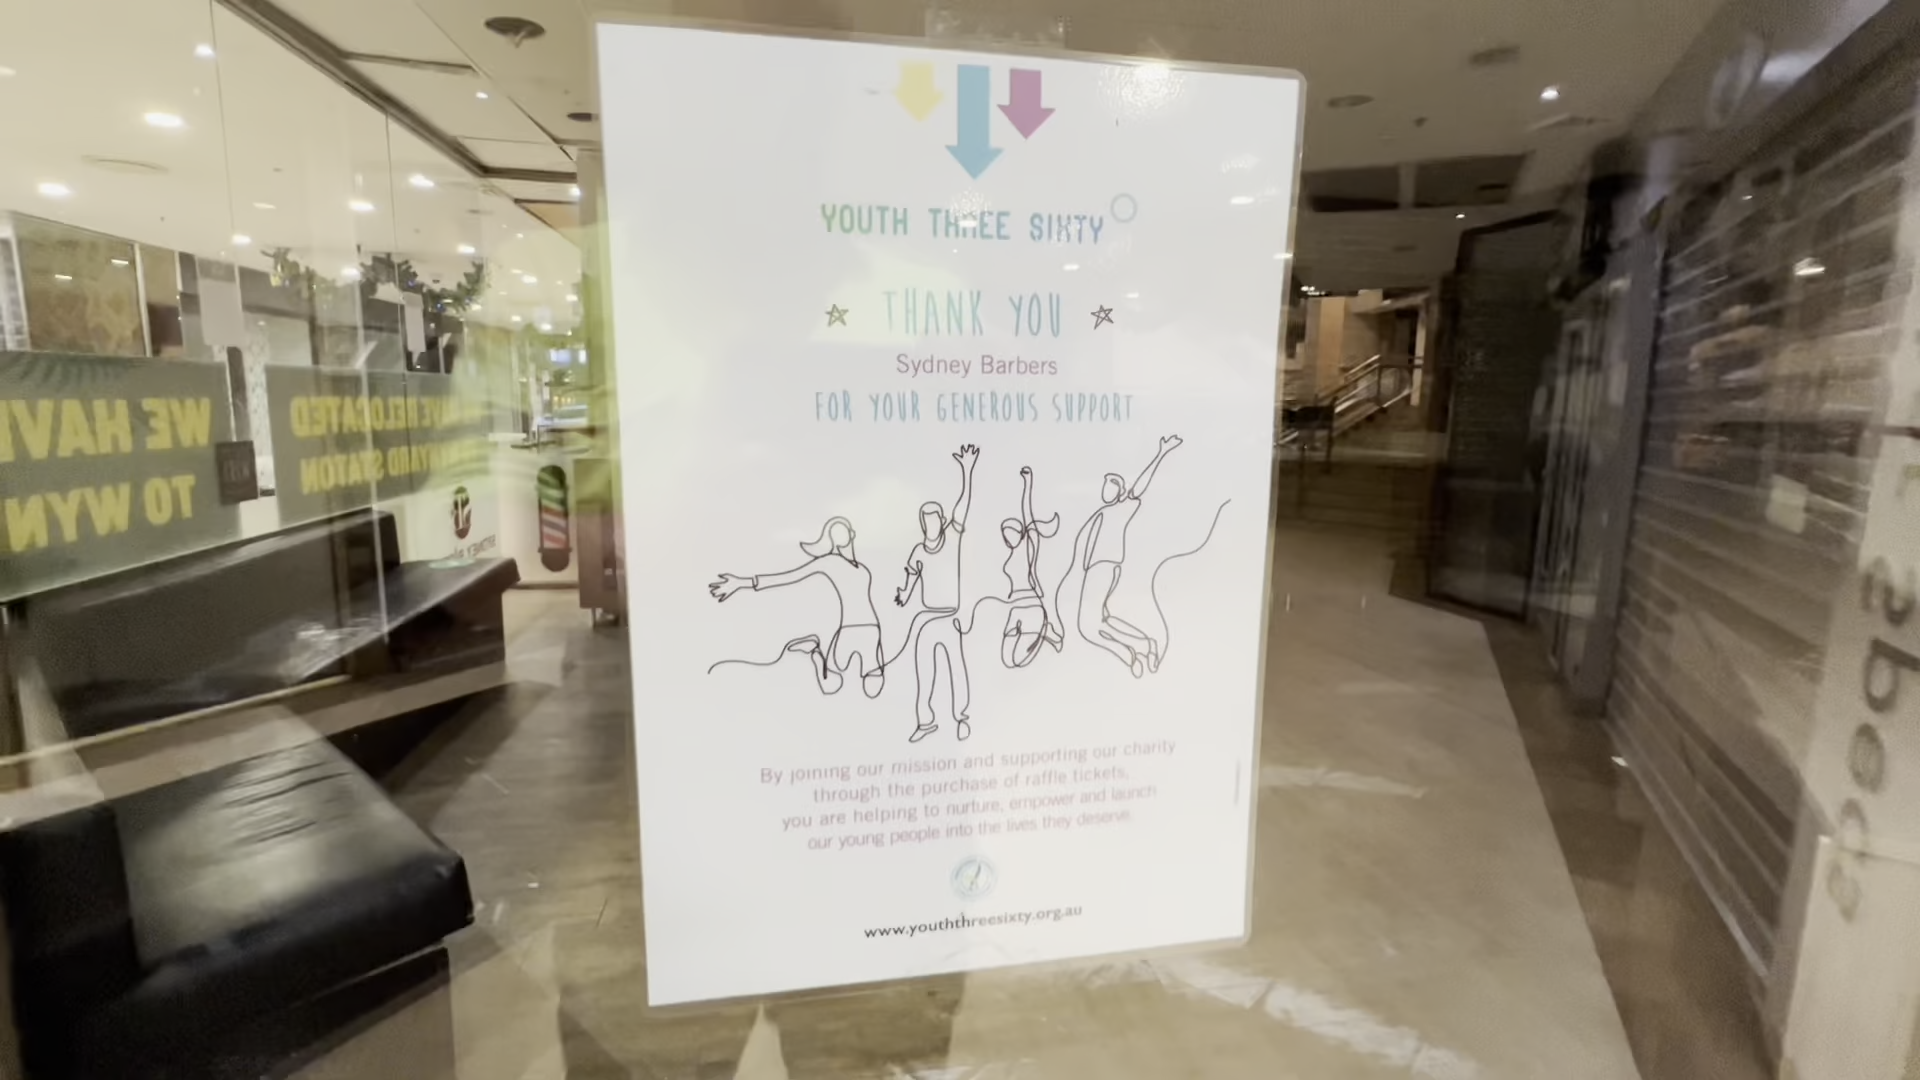 YOUTH THREE SIXTY
THANK YOU
Sydney Barbers
FOR YOUR GENEROUS SUPPORT
By joining our mission and supporting our charity
through the purchase of raffle tickets,
you are helping to nurture, empower and launch
our young people into the lives they deserve.
www.youththreesixty.org.au
WE HAVE
TO WYN
RELOCATED
STATON